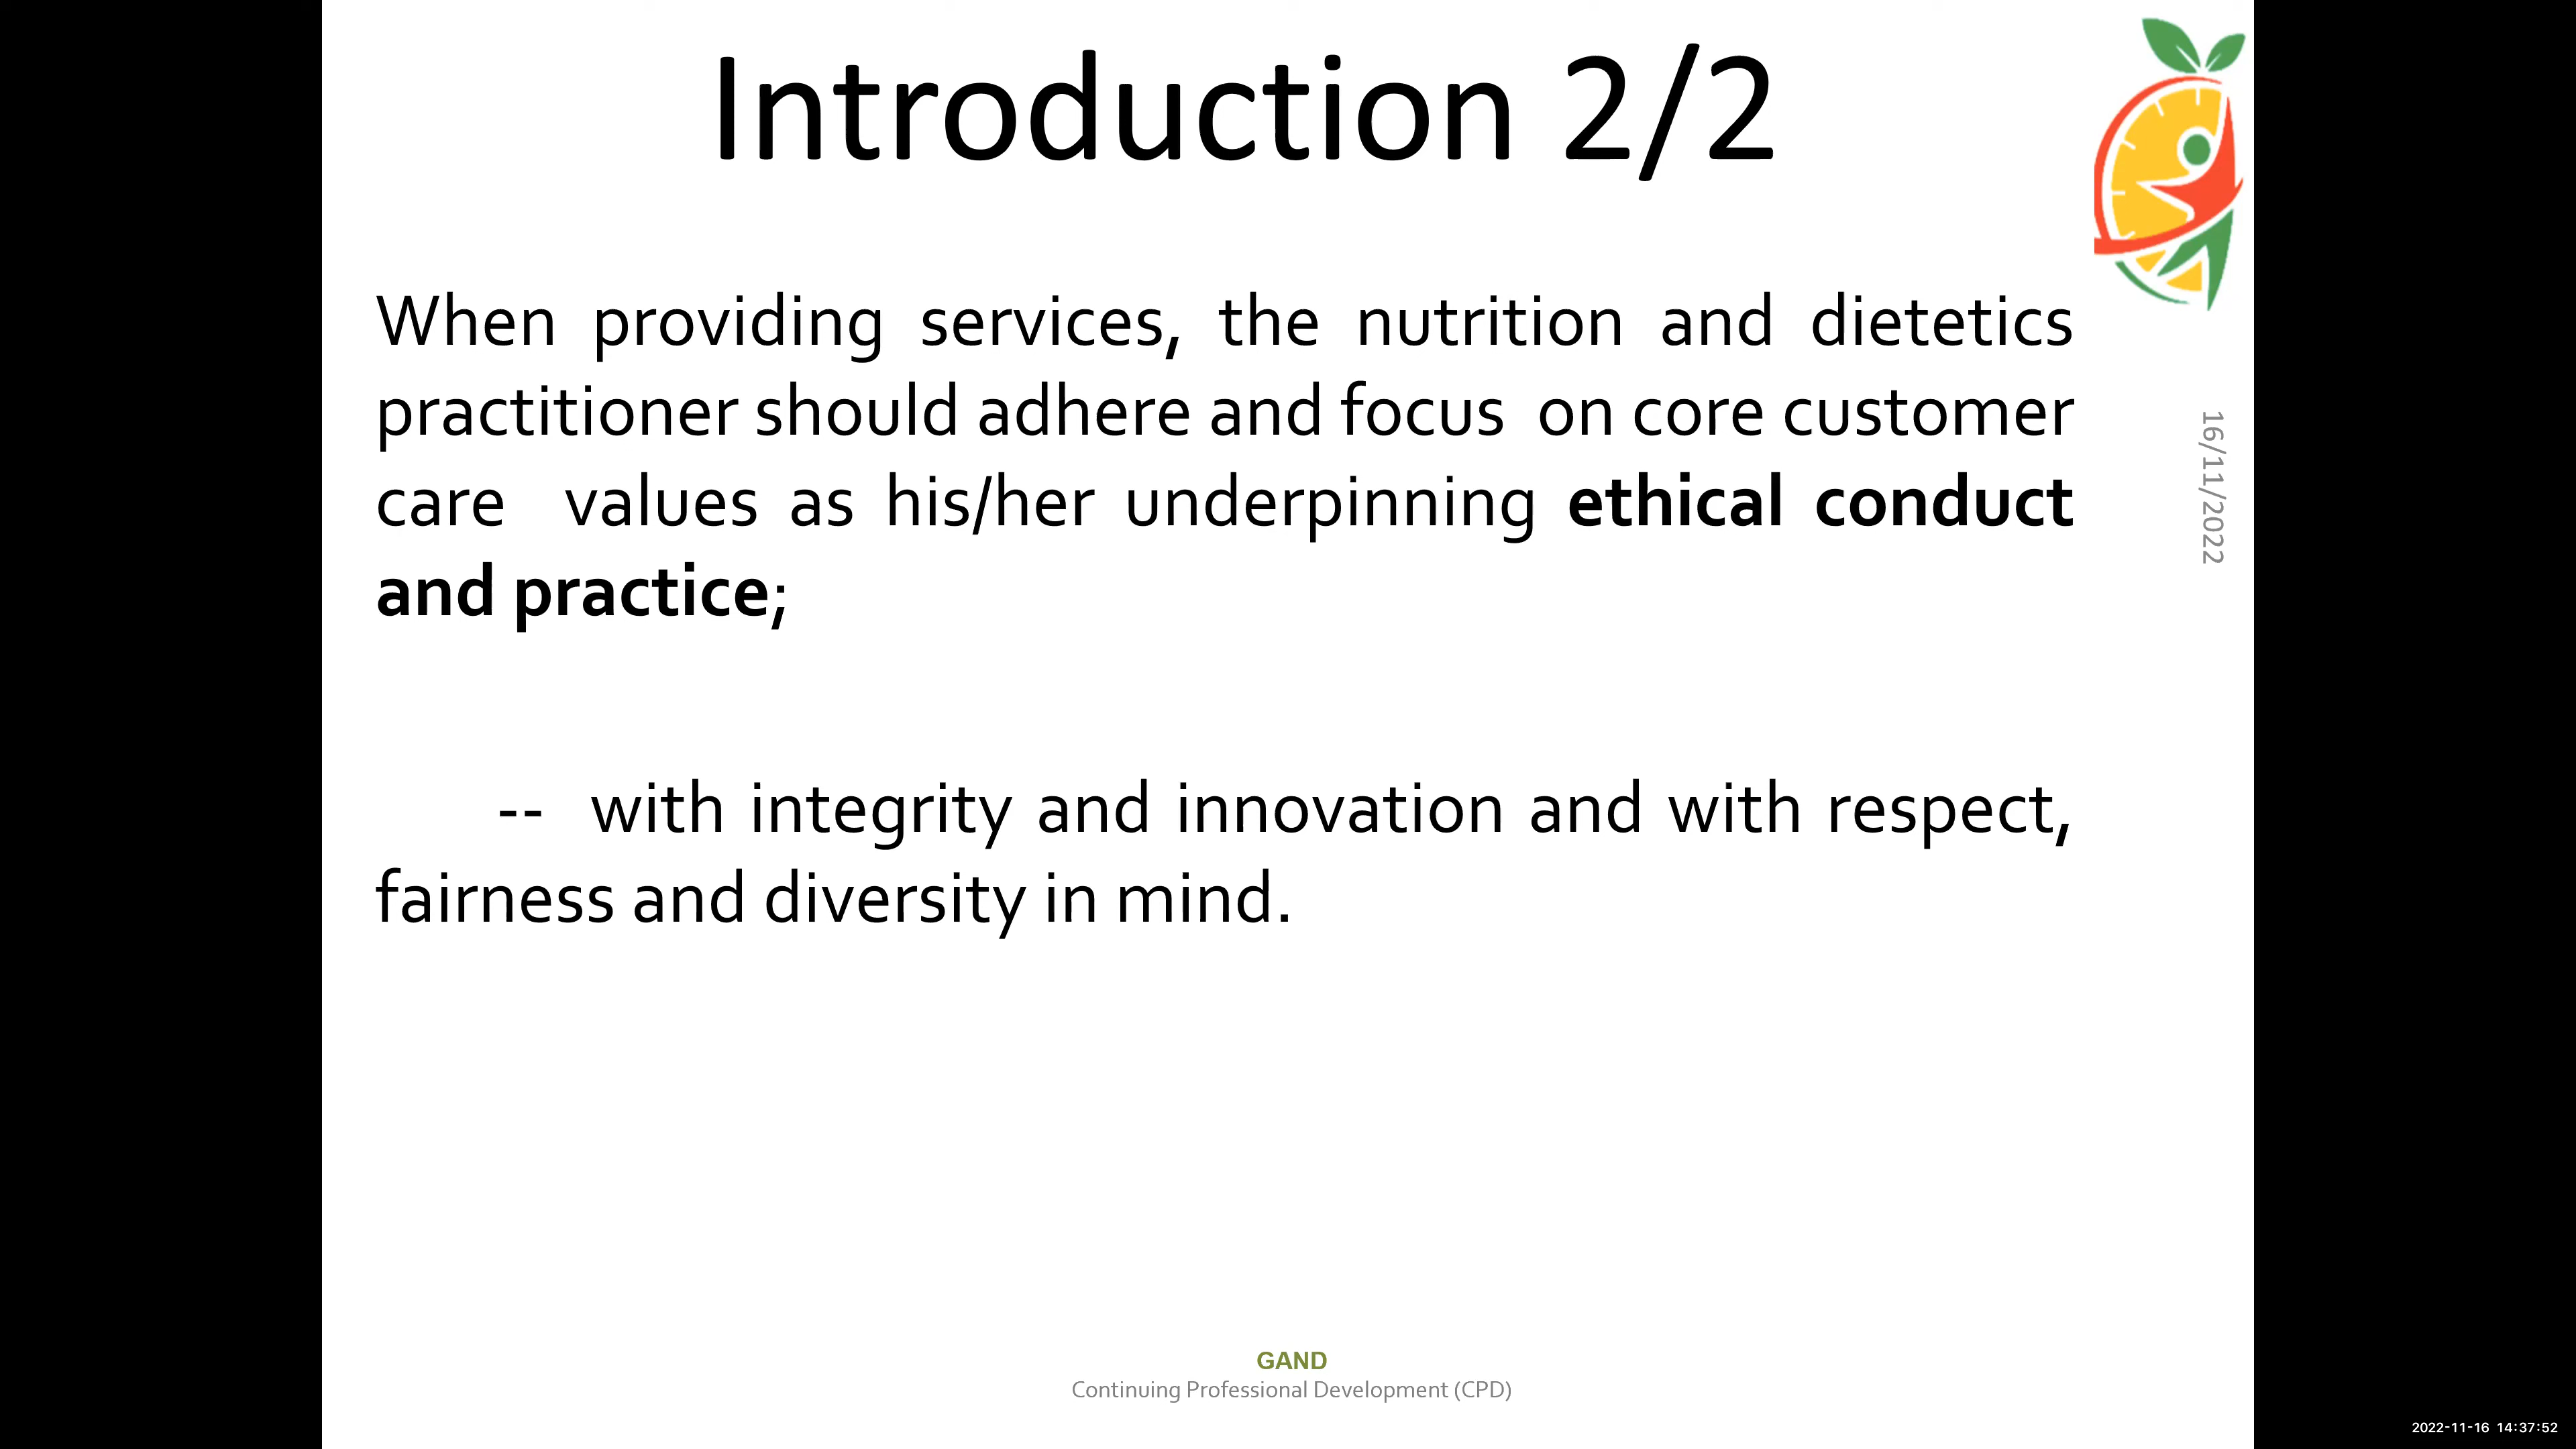 Introduction 2/2
When providing services, the nutrition and dietetics
practitioner should adhere and focus on core customer
care values as his/her underpinning ethical conduct
and practice;
-- with integrity and innovation and with respect,
fairness and diversity in mind.
16/11/2022
GAND
Continuing Professional Development (CPD)
2022-11-16 14:37:52